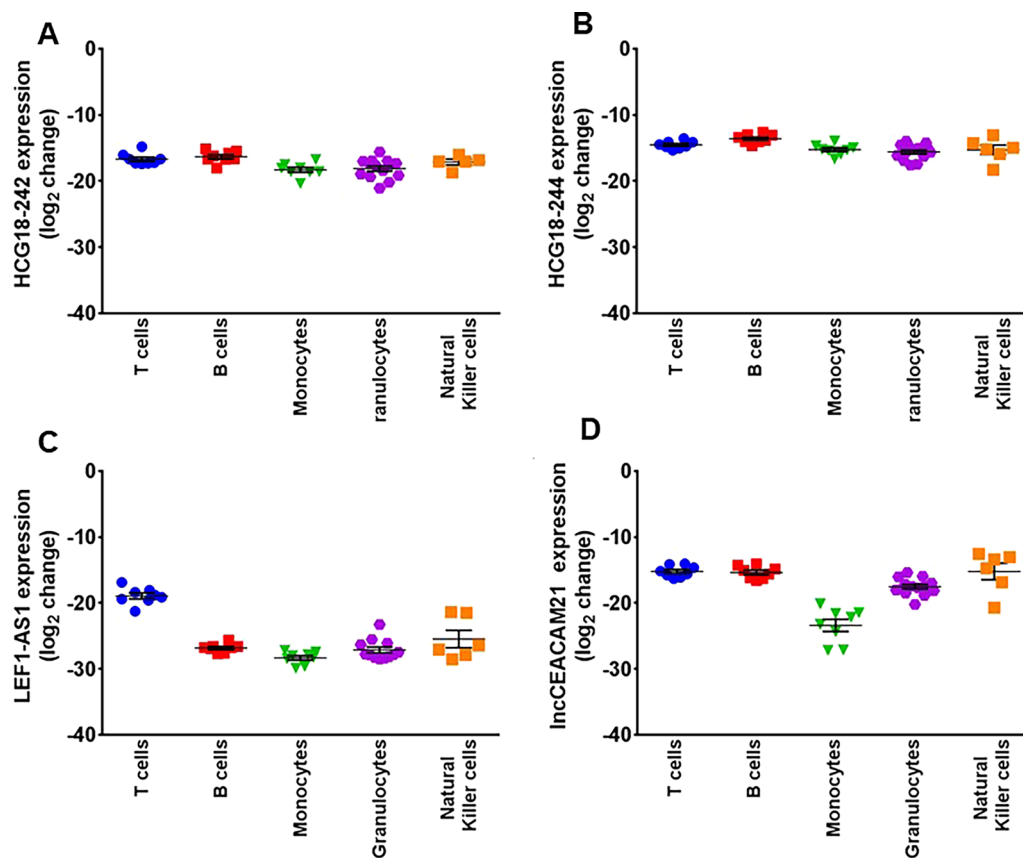 A
HCG18-242 expression
(log2 change)
0
-10
-20
-30
-40
T cells
B cells
Monocytes
ranulocytes
Natural
Killer cells
B
HCG18-244 expression
(log2 change)
0
-10
-20
-30
-40
T cells
B cells
Monocytes
ranulocytes
Natural
Killer cells
C
LEF1-AS1 expression
(log2 change)
0
-10
-20
-30
-40
T cells
B cells
Monocytes
Granulocytes
Natural
Killer cells
D
lncCEACAM21 expression
(log2 change)
0
-10
-20
-30
-40
T cells
B cells
Monocytes
Granulocytes
Natural
Killer cells